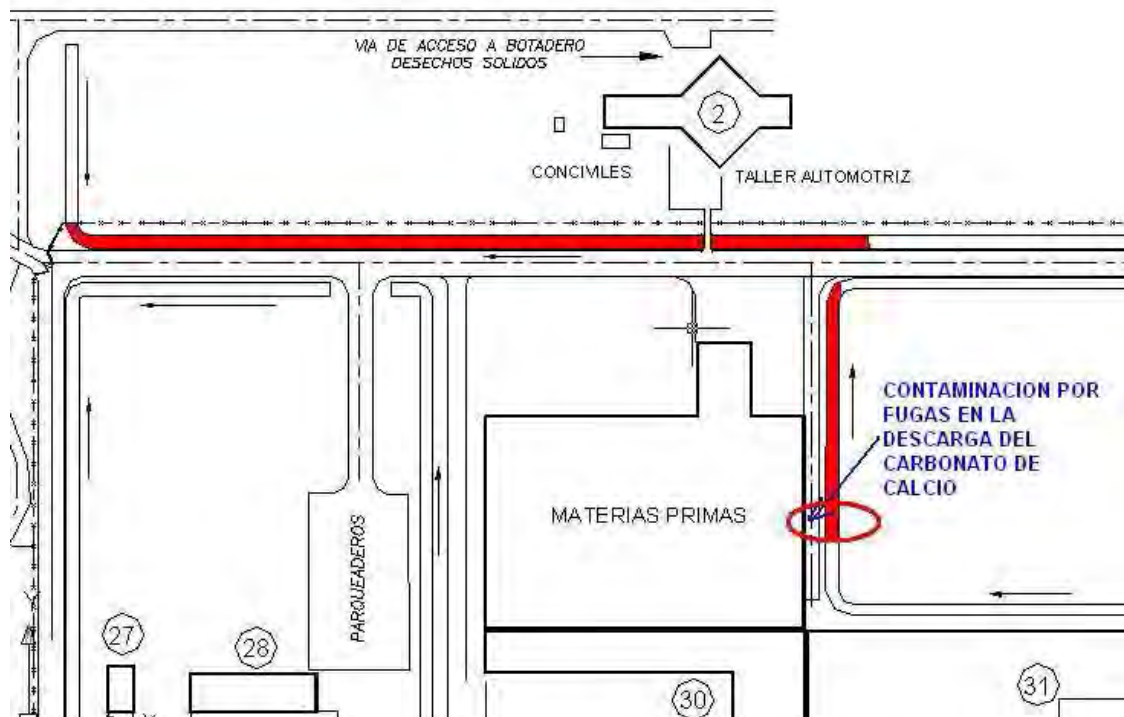 VIA DE ACCESO A BOTADERO
DESECHOS SOLIDOS
2
CONCIVILES
TALLER AUTOMOTRIZ
CONTAMINACION POR
FUGAS EN LA
DESCARGA DEL
CARBONATO DE
CALCIO
MATERIAS PRIMAS
PARQUEADEROS
27
28
30
31